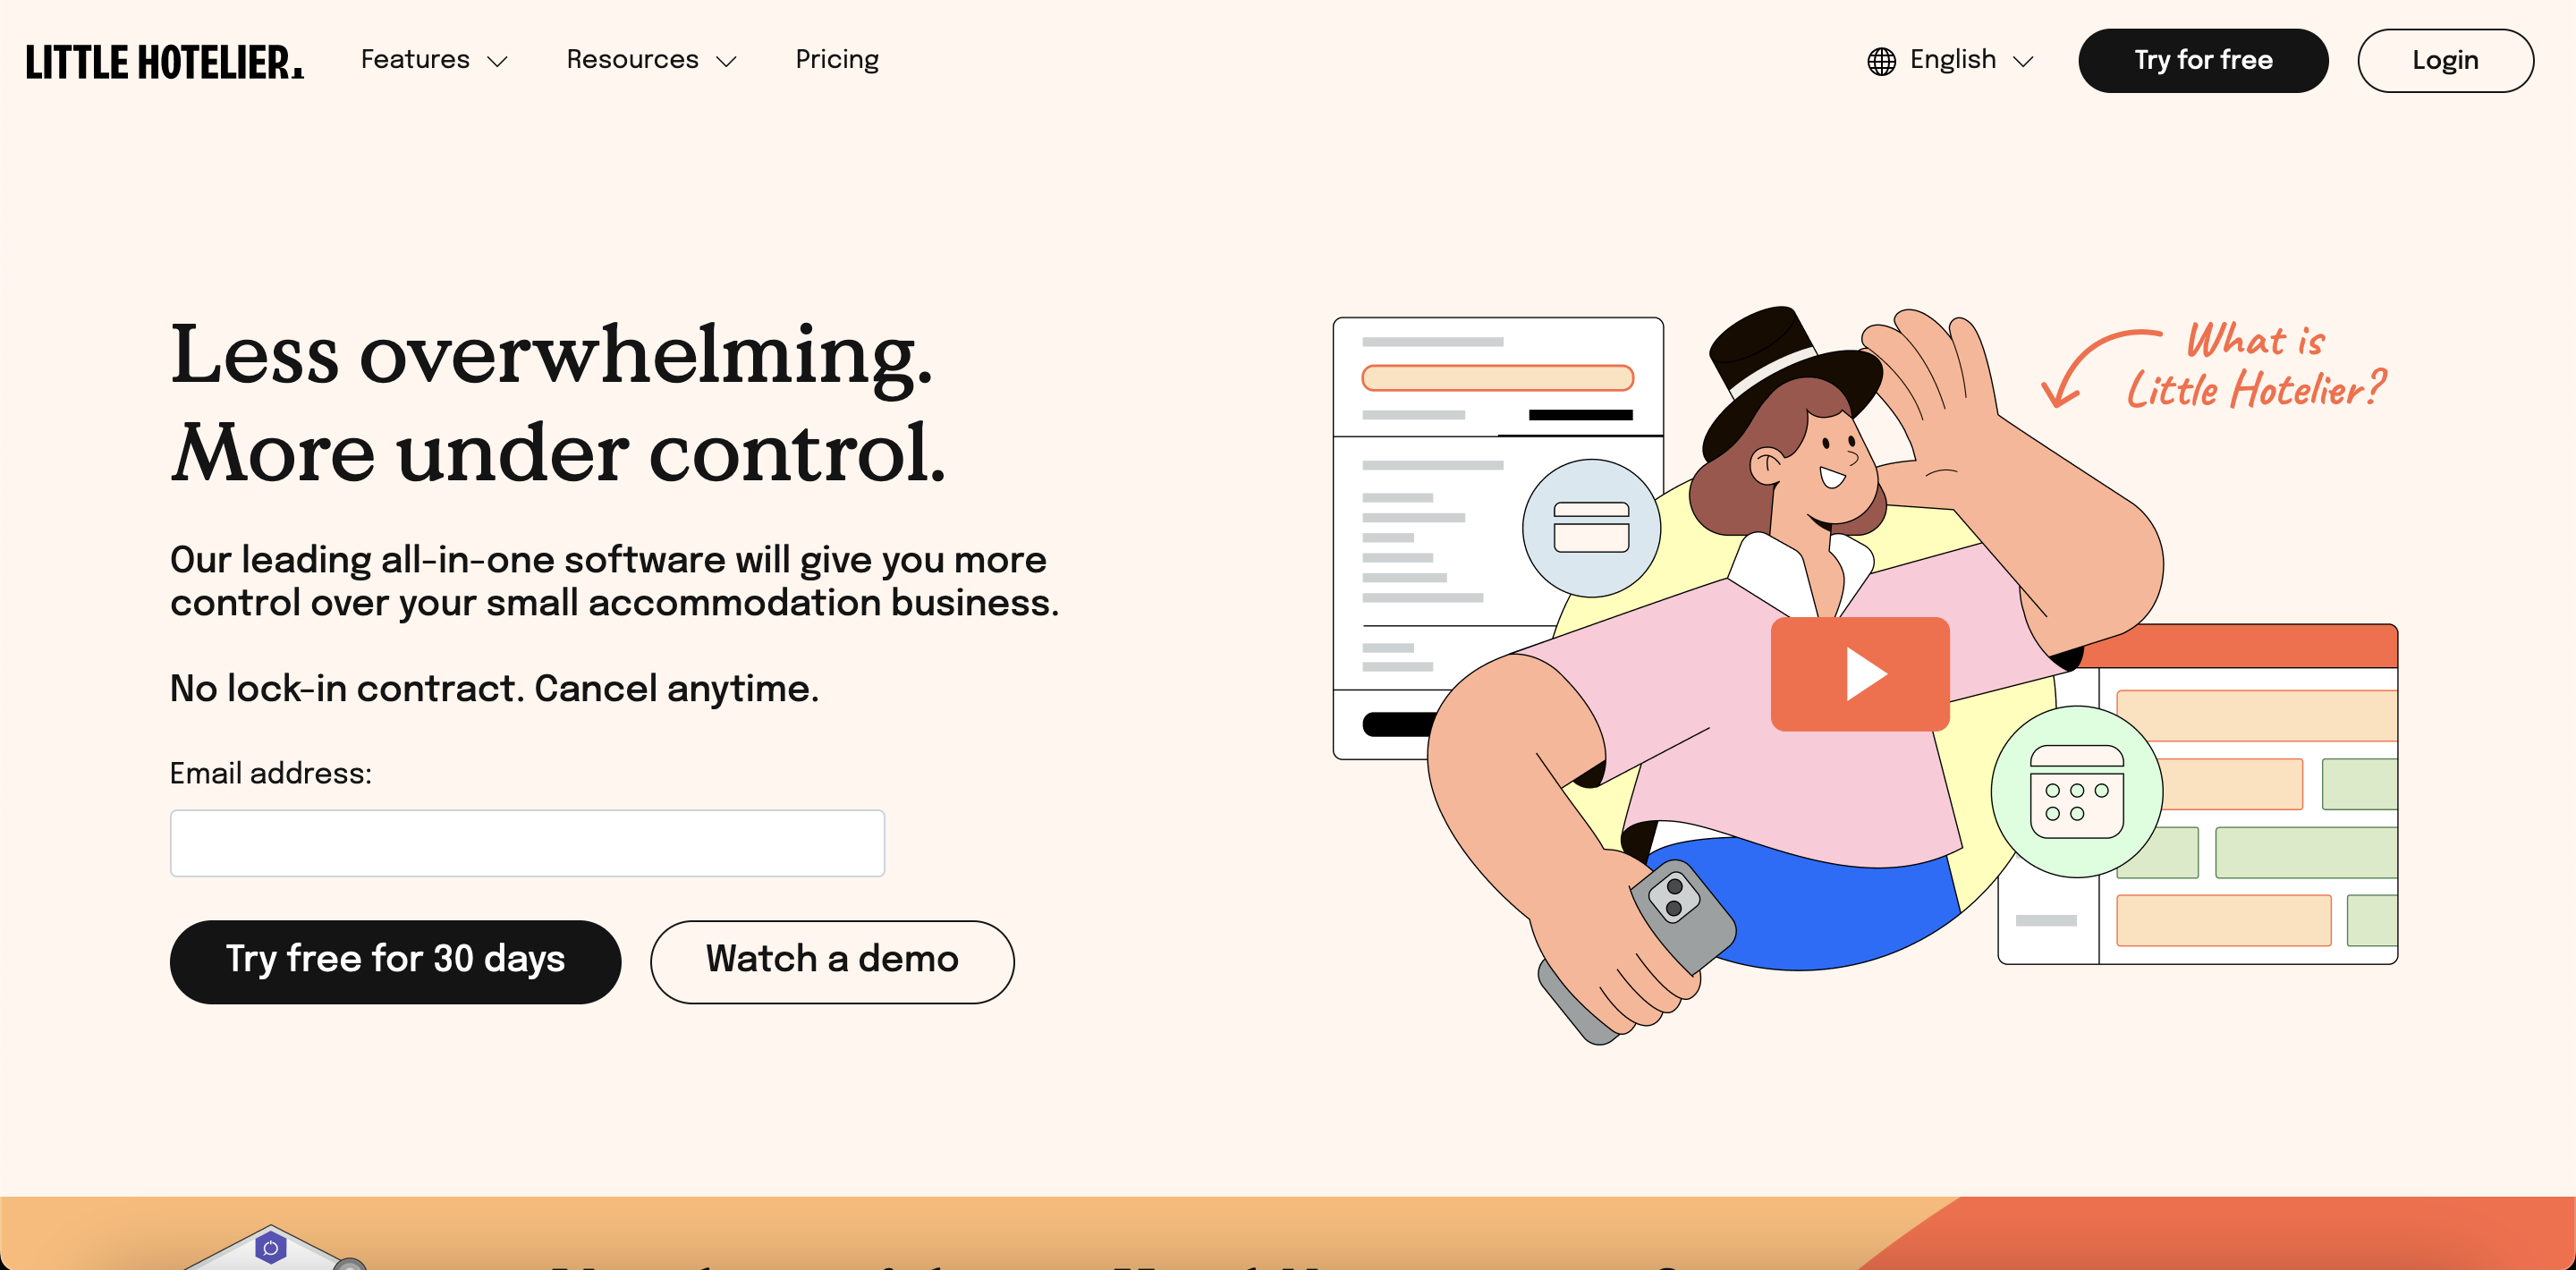 LITTLE HOTELIER.
Features
Resources
Pricing
English
Try for free
Login
Less overwhelming.
More under control.
What is
Little Hotelier?
Our leading all-in-one software will give you more
control over your small accommodation business.
No lock-in contract. Cancel anytime.
Email address:
Try free for 30 days
Watch a demo